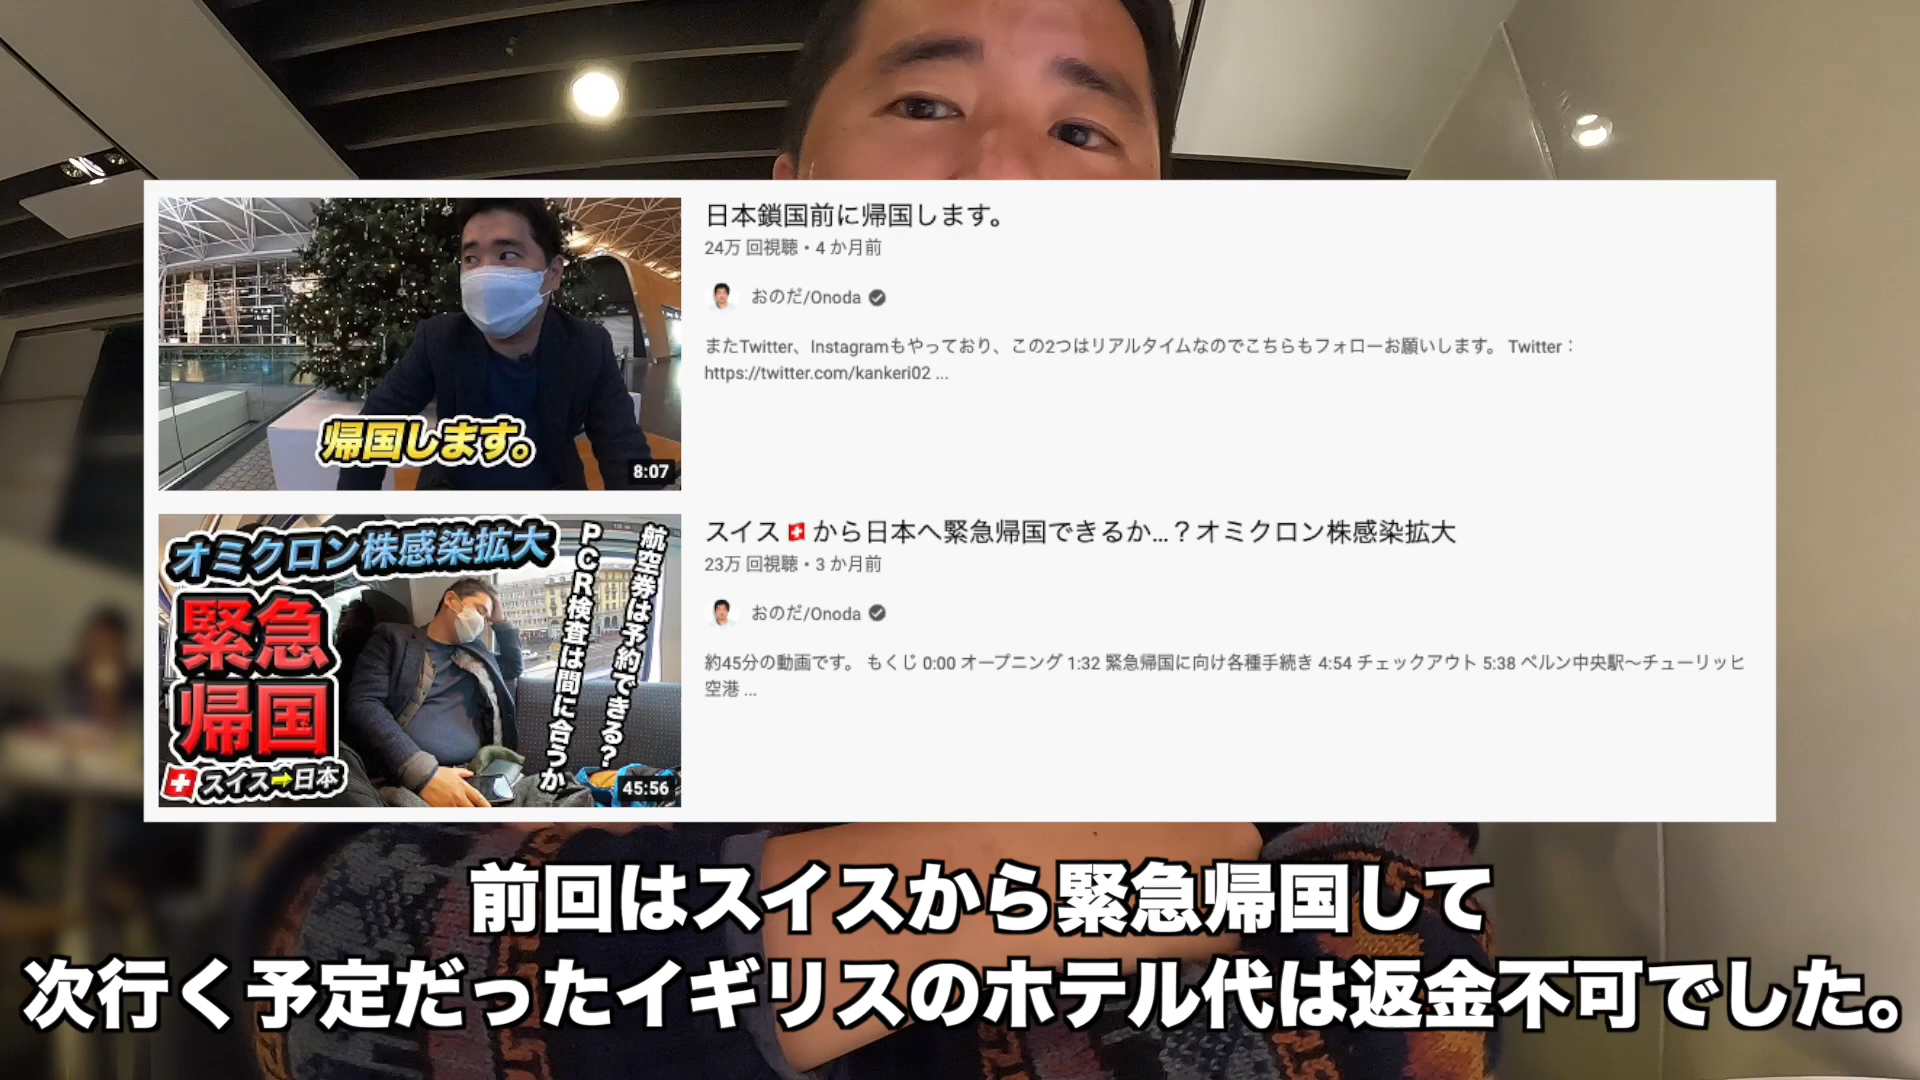 日本鎖国前に帰国します。
24万 回視聴・4 か月前
おのだ/Onoda
またTwitter、Instagramもやっており、この2つはリアルタイムなのでこちらもフォローお願いします。 Twitter：
https://twitter.com/kankeri02 ...
帰国します。
8:07
スイス🇨🇭から日本へ緊急帰国できるか...？オミクロン株感染拡大
23万 回視聴・3 か月前
おのだ/Onoda
約45分の動画です。 もくじ 0:00 オープニング 1:32 緊急帰国に向け各種手続き 4:54 チェックアウト 5:38 ベルン中央駅〜チューリッヒ
空港 ...
オミクロン株感染拡大
航空券は予約できる？
PCR検査は間に合うか
緊急
帰国
スイス➡日本
45:56
前回はスイスから緊急帰国して
次行く予定だったイギリスのホテル代は返金不可でした。